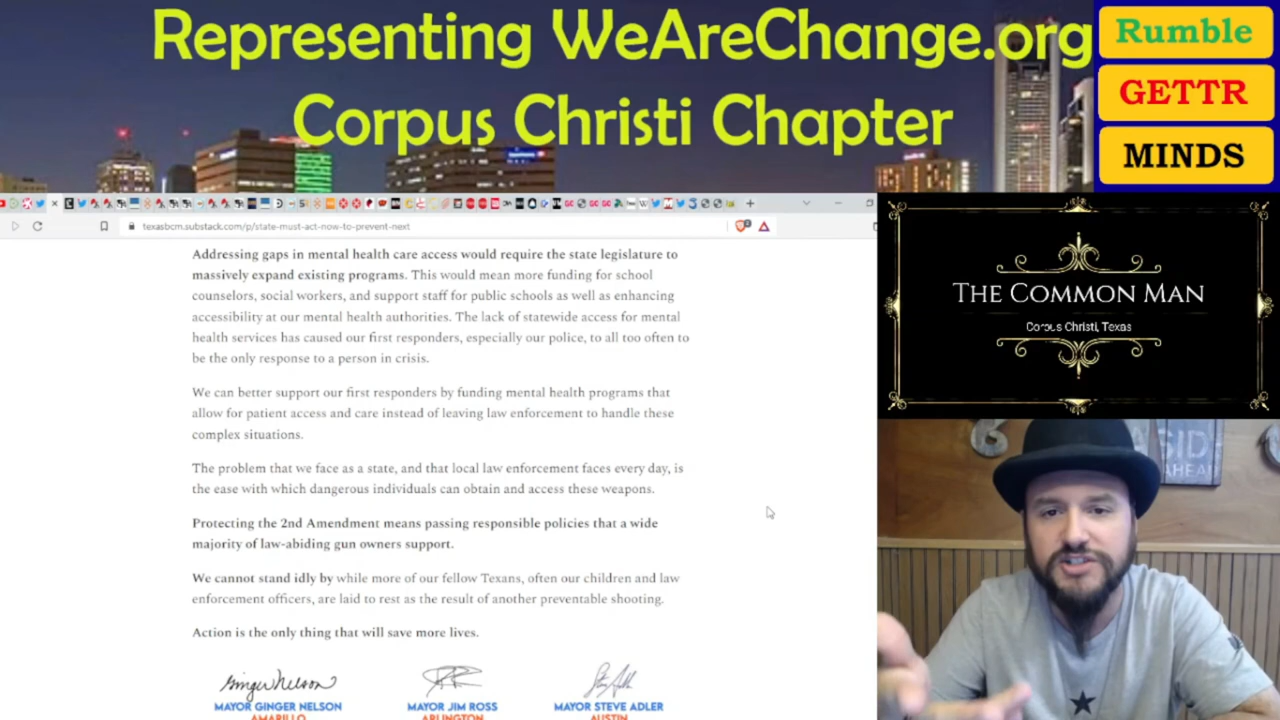 Representing WeAreChange.org
Corpus Christi Chapter
Rumble
GETTR
MINDS
texasbcm.substack.com/p/state-must-act-now-to-prevent-next
Addressing gaps in mental health care access would require the state legislature to
massively expand existing programs. This would mean more funding for school
counselors, social workers, and support staff for public schools as well as enhancing
accessibility at our mental health authorities. The lack of statewide access for mental
health services has caused our first responders, especially our police, to all too often to
be the only response to a person in crisis.
We can better support our first responders by funding mental health programs that
allow for patient access and care instead of leaving law enforcement to handle these
complex situations.
The problem that we face as a state, and that local law enforcement faces every day, is
the ease with which dangerous individuals can obtain and access these weapons.
Protecting the 2nd Amendment means passing responsible policies that a wide
majority of law-abiding gun owners support.
We cannot stand idly by while more of our fellow Texans, often our children and law
enforcement officers, are laid to rest as the result of another preventable shooting.
Action is the only thing that will save more lives.
Ginger Nelson
MAYOR GINGER NELSON
AMARILLO
MAYOR JIM ROSS
ARLINGTON
MAYOR STEVE ADLER
AUSTIN
The Common Man
Corpus Christi, Texas
SIDE
AHEAD